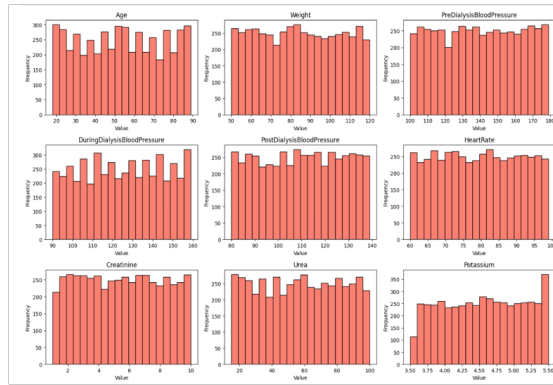 Age
Weight
PreDialysisBloodPressure
300
250
200
150
100
50
0
Frequency
20 30 40 50 60 70 80 90
Value
250
200
150
100
50
0
Frequency
50 60 70 80 90 100 110 120
Value
250
200
150
100
50
0
Frequency
100 110 120 130 140 150 160 170 180
Value
DuringDialysisBloodPressure
PostDialysisBloodPressure
HeartRate
300
250
200
150
100
50
0
Frequency
90 100 110 120 130 140 150 160
Value
250
200
150
100
50
0
Frequency
80 90 100 110 120 130 140
Value
250
200
150
100
50
0
Frequency
60 65 70 75 80 85 90 95
Value
Creatinine
Urea
Potassium
250
200
150
100
50
0
Frequency
2 4 6 8 10
Value
250
200
150
100
50
0
Frequency
20 40 60 80 100
Value
350
300
250
200
150
100
50
0
Frequency
3.50 3.75 4.00 4.25 4.50 4.75 5.00 5.25 5.50
Value